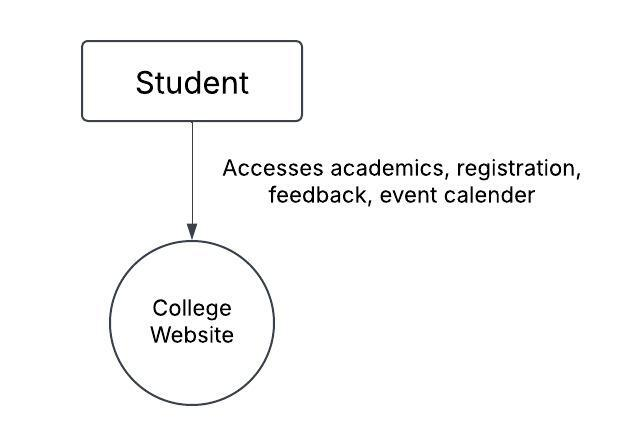 Student
Accesses academics, registration,
feedback, event calender
College
Website